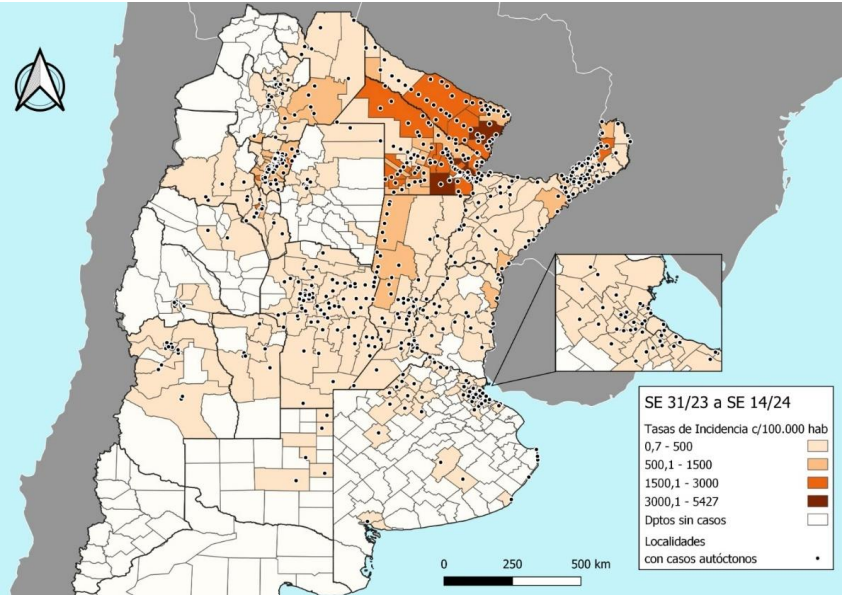 SE 31/23 a SE 14/24
Tasas de Incidencia c/100.000 hab
0,7 - 500
500,1 - 1500
1500,1 - 3000
3000,1 - 5427
Dptos sin casos
Localidades
con casos autóctonos
0 250 500 km